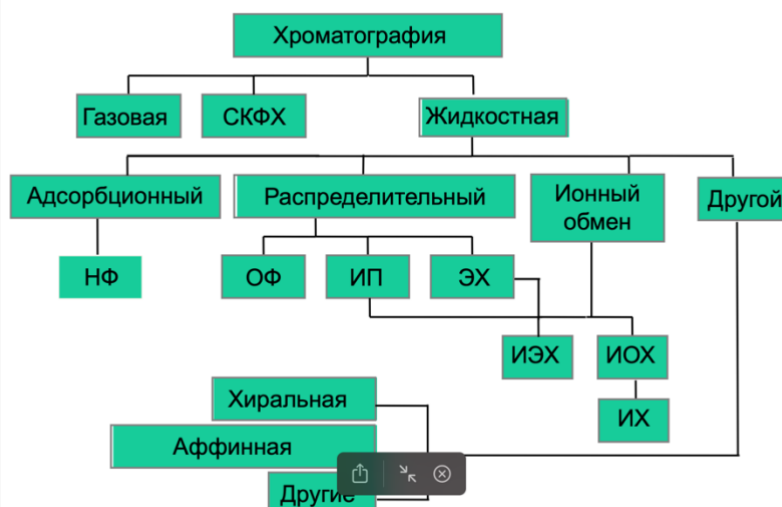 Хроматография
Газовая
СКФХ
Жидкостная
Адсорбционный
Распределительный
Ионный
обмен
Другой
НФ
ОФ
ИП
ЭХ
ИЭХ
ИОХ
ИХ
Хиральная
Аффинная
Другие